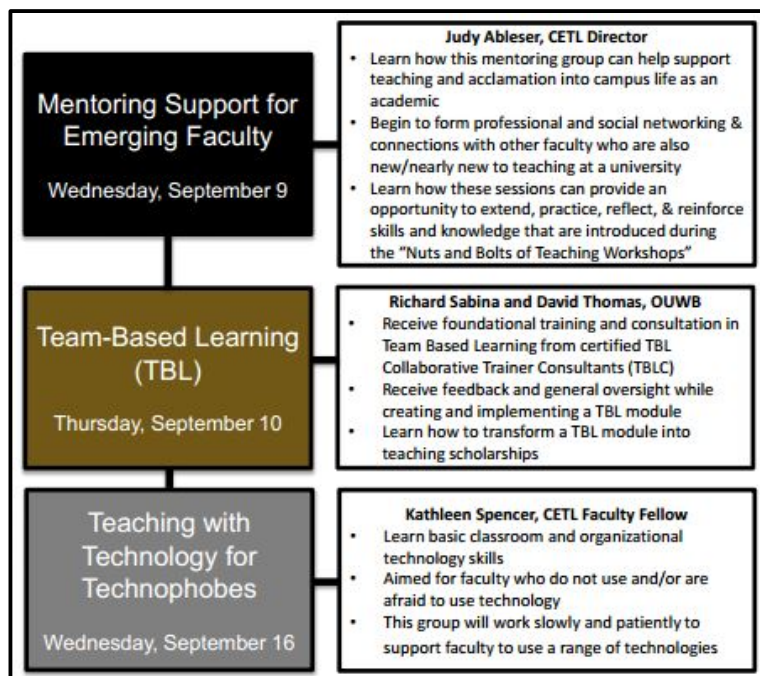 Mentoring Support for
Emerging Faculty
Wednesday, September 9
Judy Ableser, CETL Director
• Learn how this mentoring group can help support
teaching and acclamation into campus life as an
academic
• Begin to form professional and social networking &
connections with other faculty who are also
new/nearly new to teaching at a university
• Learn how these sessions can provide an
opportunity to extend, practice, reflect, & reinforce
skills and knowledge that are introduced during
the “Nuts and Bolts of Teaching Workshops”
Team-Based Learning
(TBL)
Thursday, September 10
Richard Sabina and David Thomas, OUWB
• Receive foundational training and consultation in
Team Based Learning from certified TBL
Collaborative Trainer Consultants (TBLC)
• Receive feedback and general oversight while
creating and implementing a TBL module
• Learn how to transform a TBL module into
teaching scholarships
Teaching with
Technology for
Technophobes
Wednesday, September 16
Kathleen Spencer, CETL Faculty Fellow
• Learn basic classroom and organizational
technology skills
• Aimed for faculty who do not use and/or are
afraid to use technology
• This group will work slowly and patiently to
support faculty to use a range of technologies